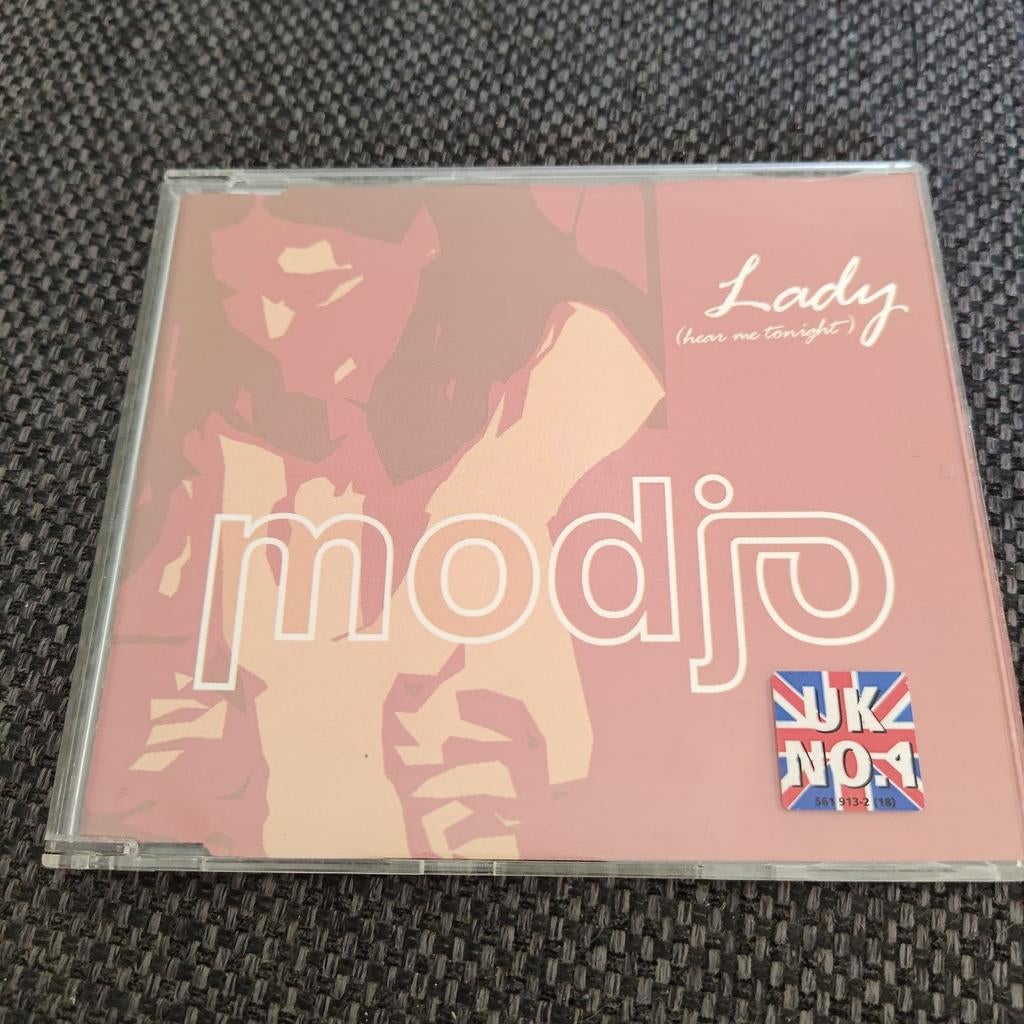 Lady
(hear me tonight)
modjo
UK
NO.1
561 913-2 (18)